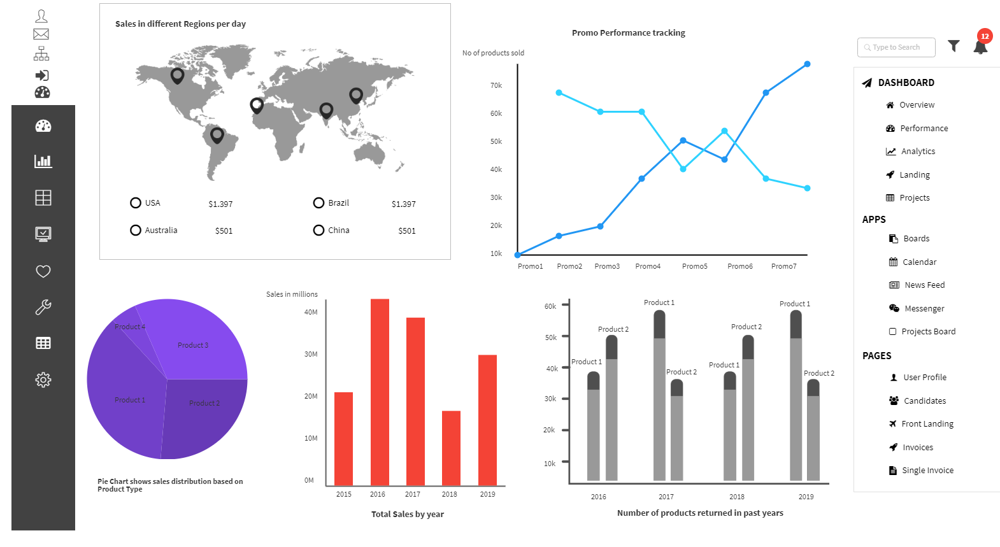 Sales in different Regions per day
USA
$1.397
Brazil
$1.397
Australia
$501
China
$501
Promo Performance tracking
No of products sold
70k
60k
50k
40k
30k
20k
10k
Promo1
Promo2
Promo3
Promo4
Promo5
Promo6
Promo7
12
Type to Search
DASHBOARD
Overview
Performance
Analytics
Landing
Projects
APPS
Boards
Calendar
News Feed
Messenger
Projects Board
PAGES
User Profile
Candidates
Front Landing
Invoices
Single Invoice
Product 4
Product 3
Product 1
Product 2
Pie Chart shows sales distribution based on
Product Type
Sales in millions
40M
30M
20M
10M
0M
2015
2016
2017
2018
2019
Total Sales by year
60k
50k
40k
30k
20k
10k
Product 1
Product 2
Product 1
Product 2
Product 1
Product 2
Product 1
Product 2
2016
2017
2018
2019
Number of products returned in past years